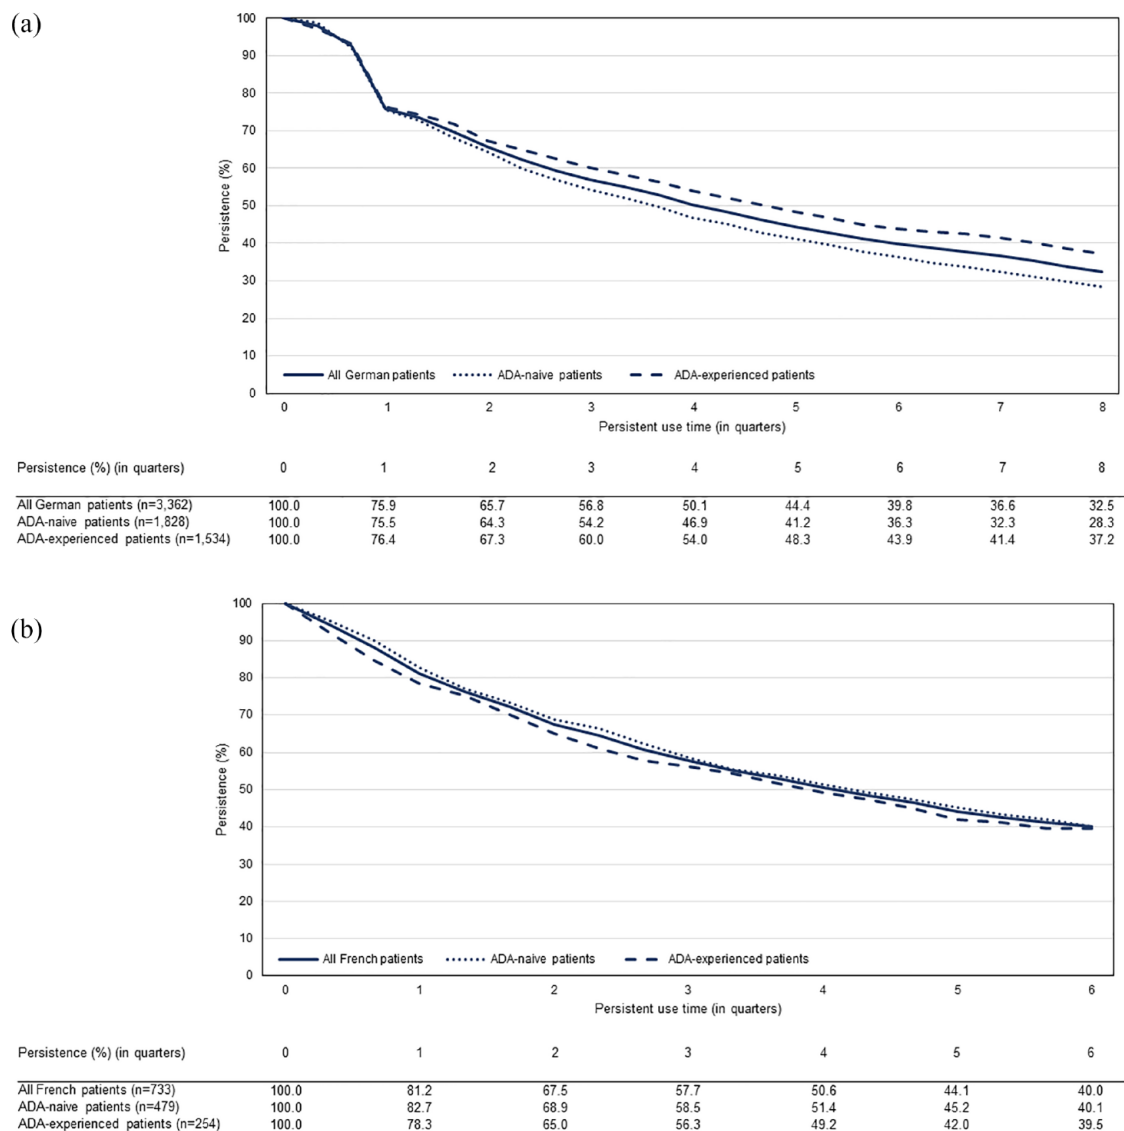 (a)
100
90
80
70
60
50
40
30
20
10
0
Persistence (%)
All German patients ADA-naive patients ADA-experienced patients
0 1 2 3 4 5 6 7 8
Persistent use time (in quarters)
Persistence (%) (in quarters) 0 1 2 3 4 5 6 7 8
All German patients (n=3,362) 100.0 75.9 65.7 56.8 50.1 44.4 39.8 36.6 32.5
ADA-naive patients (n=1,828) 100.0 75.5 64.3 54.2 46.9 41.2 36.3 32.3 28.3
ADA-experienced patients (n=1,534) 100.0 76.4 67.3 60.0 54.0 48.3 43.9 41.4 37.2
(b)
100
90
80
70
60
50
40
30
20
10
0
Persistence (%)
All French patients ADA-naive patients ADA-experienced patients
0 1 2 3 4 5 6
Persistent use time (in quarters)
Persistence (%) (in quarters) 0 1 2 3 4 5 6
All French patients (n=733) 100.0 81.2 67.5 57.7 50.6 44.1 40.0
ADA-naive patients (n=479) 100.0 82.7 68.9 58.5 51.4 45.2 40.1
ADA-experienced patients (n=254) 100.0 78.3 65.0 56.3 49.2 42.0 39.5